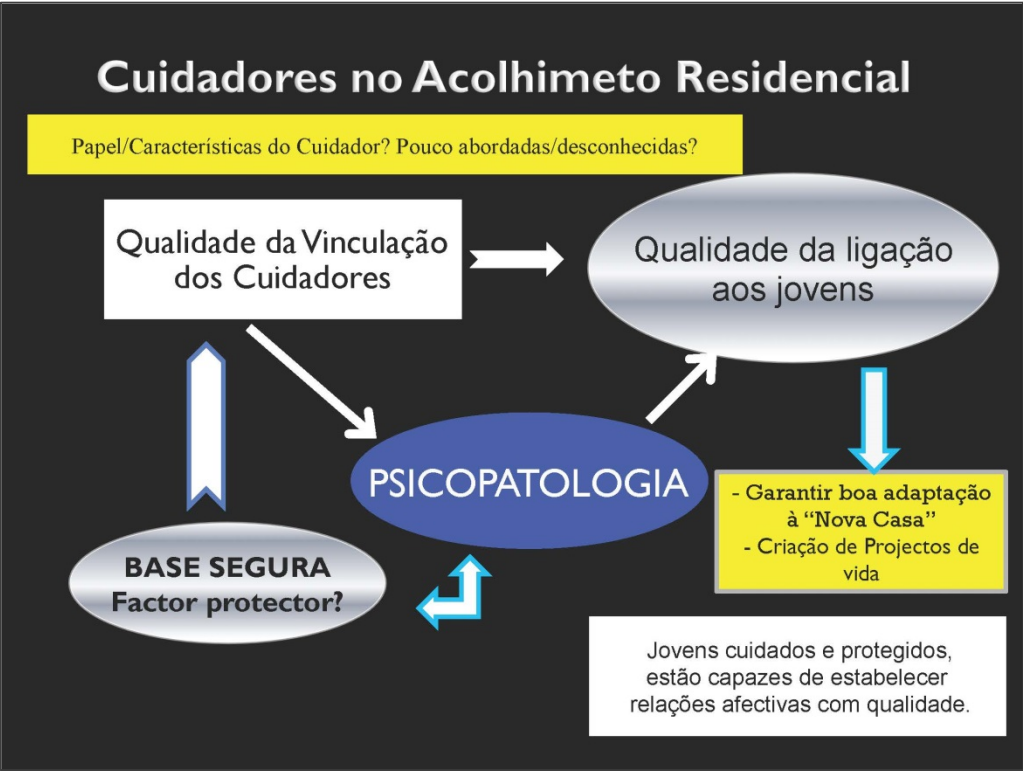 Cuidadores no Acolhimeto Residencial
Papel/Características do Cuidador? Pouco abordadas/desconhecidas?
Qualidade da Vinculação
dos Cuidadores
Qualidade da ligação
aos jovens
PSICOPATOLOGIA
BASE SEGURA
Factor protector?
- Garantir boa adaptação
à “Nova Casa”
- Criação de Projectos de
vida
Jovens cuidados e protegidos,
estão capazes de estabelecer
relações afectivas com qualidade.